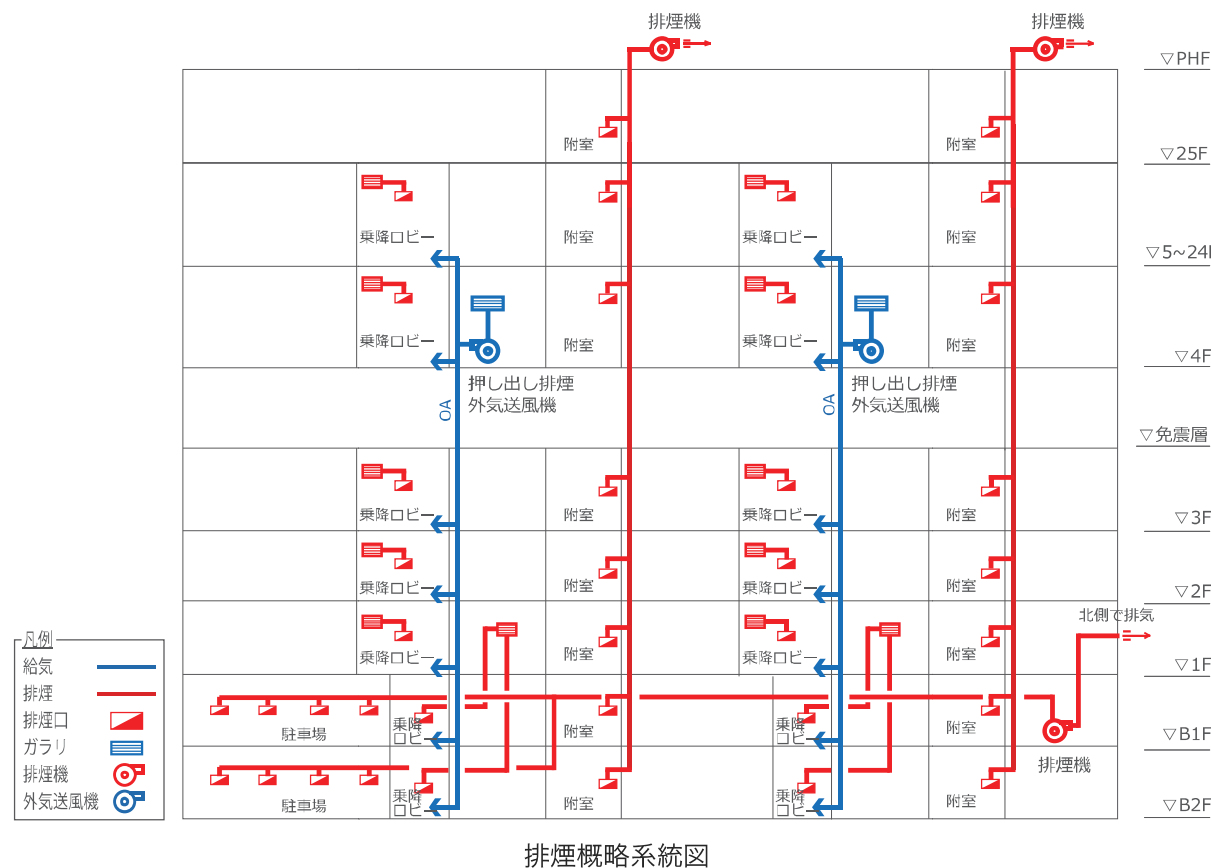 排煙機 排煙機
▽PHF
附室 附室
▽25F
乗降ロビー 附室 乗降ロビー 附室
▽5~24F
乗降ロビー 附室 乗降ロビー 附室
▽4F
押し出し排煙 押し出し排煙
外気送風機 外気送風機
OA OA
▽免震層
乗降ロビー 附室 乗降ロビー 附室
▽3F
乗降ロビー 附室 乗降ロビー 附室
▽2F
北側で排気
乗降ロビー 附室 乗降ロビー 附室
▽1F
駐車場 乗降 附室 乗降 附室
ロビー ロビー
▽B1F
排煙機
駐車場 乗降 附室 乗降 附室
ロビー ロビー
▽B2F
凡例
給気
排煙
排煙口
ガラリ
排煙機
外気送風機
排煙概略系統図